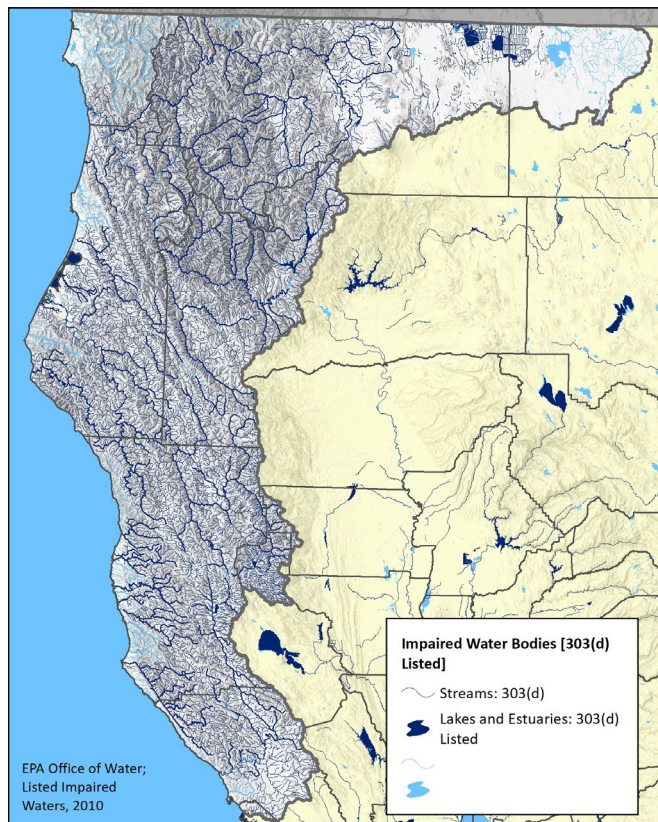 Impaired Water Bodies [303(d)
Listed]
Streams: 303(d)
Lakes and Estuaries: 303(d)
Listed
EPA Office of Water;
Listed Impaired
Waters, 2010